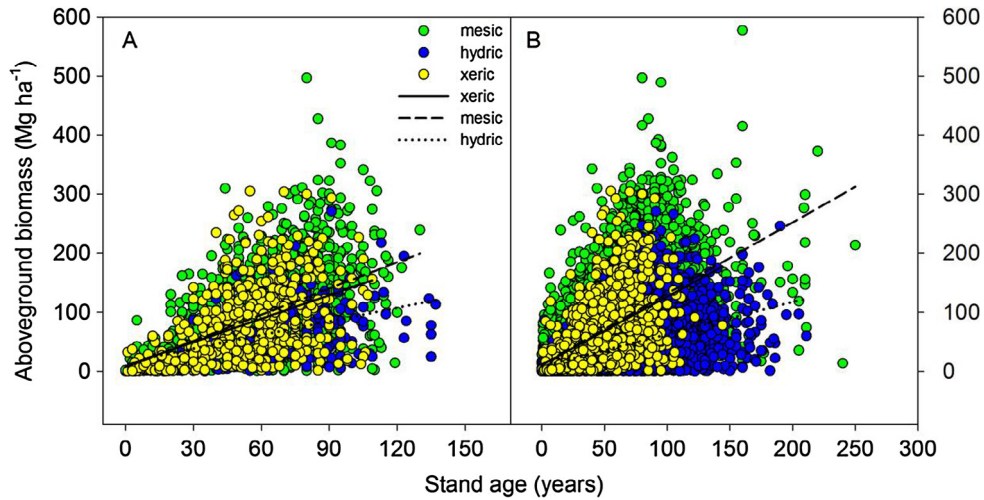 600 600
A B mesic
hydric
500 500
xeric
xeric
mesic
400 400
hydric
Aboveground biomass (Mg ha⁻¹)
300 300
200 200
100 100
0 0
0 30 60 90 120 150 0 50 100 150 200 250 300
Stand age (years)